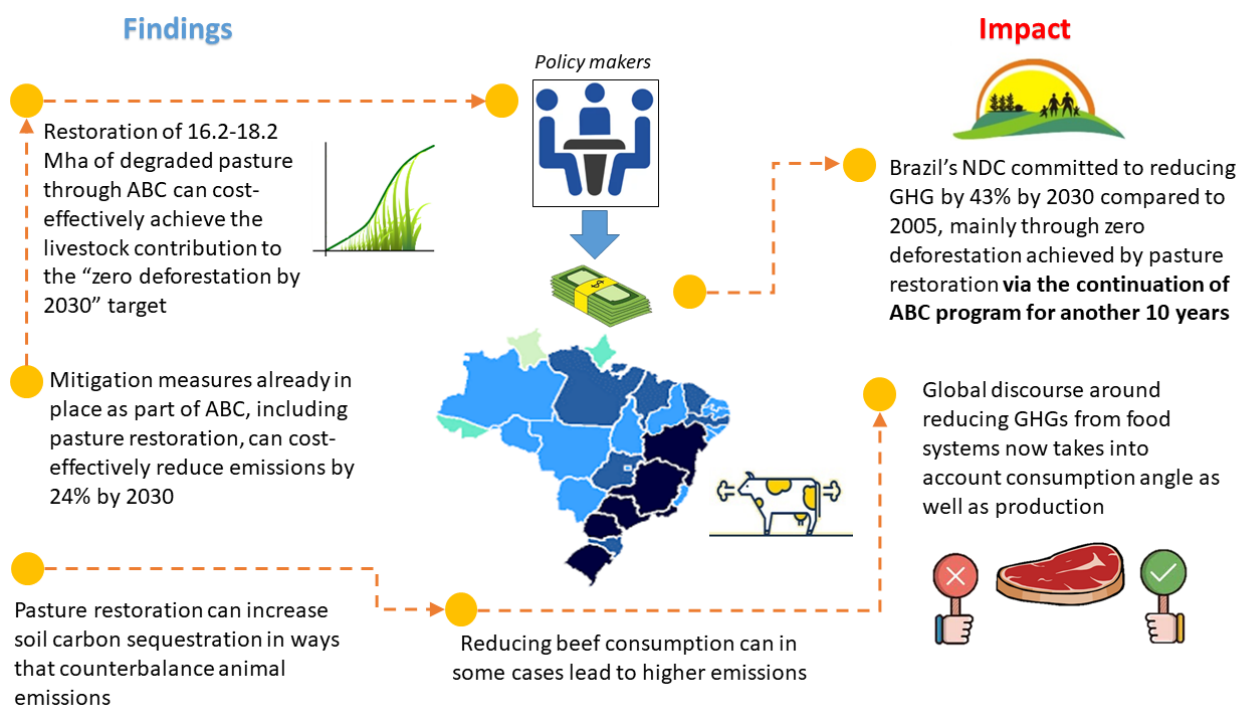 Findings
Impact
Policy makers
Restoration of 16.2-18.2
Mha of degraded pasture
through ABC can cost-
effectively achieve the
livestock contribution to
the “zero deforestation by
2030” target
Brazil’s NDC committed to reducing
GHG by 43% by 2030 compared to
2005, mainly through zero
deforestation achieved by pasture
restoration via the continuation of
ABC program for another 10 years
$
Mitigation measures already in
place as part of ABC, including
pasture restoration, can cost-
effectively reduce emissions by
24% by 2030
Global discourse around
reducing GHGs from food
systems now takes into
account consumption angle as
well as production
Pasture restoration can increase
soil carbon sequestration in ways
that counterbalance animal
emissions
Reducing beef consumption can in
some cases lead to higher emissions